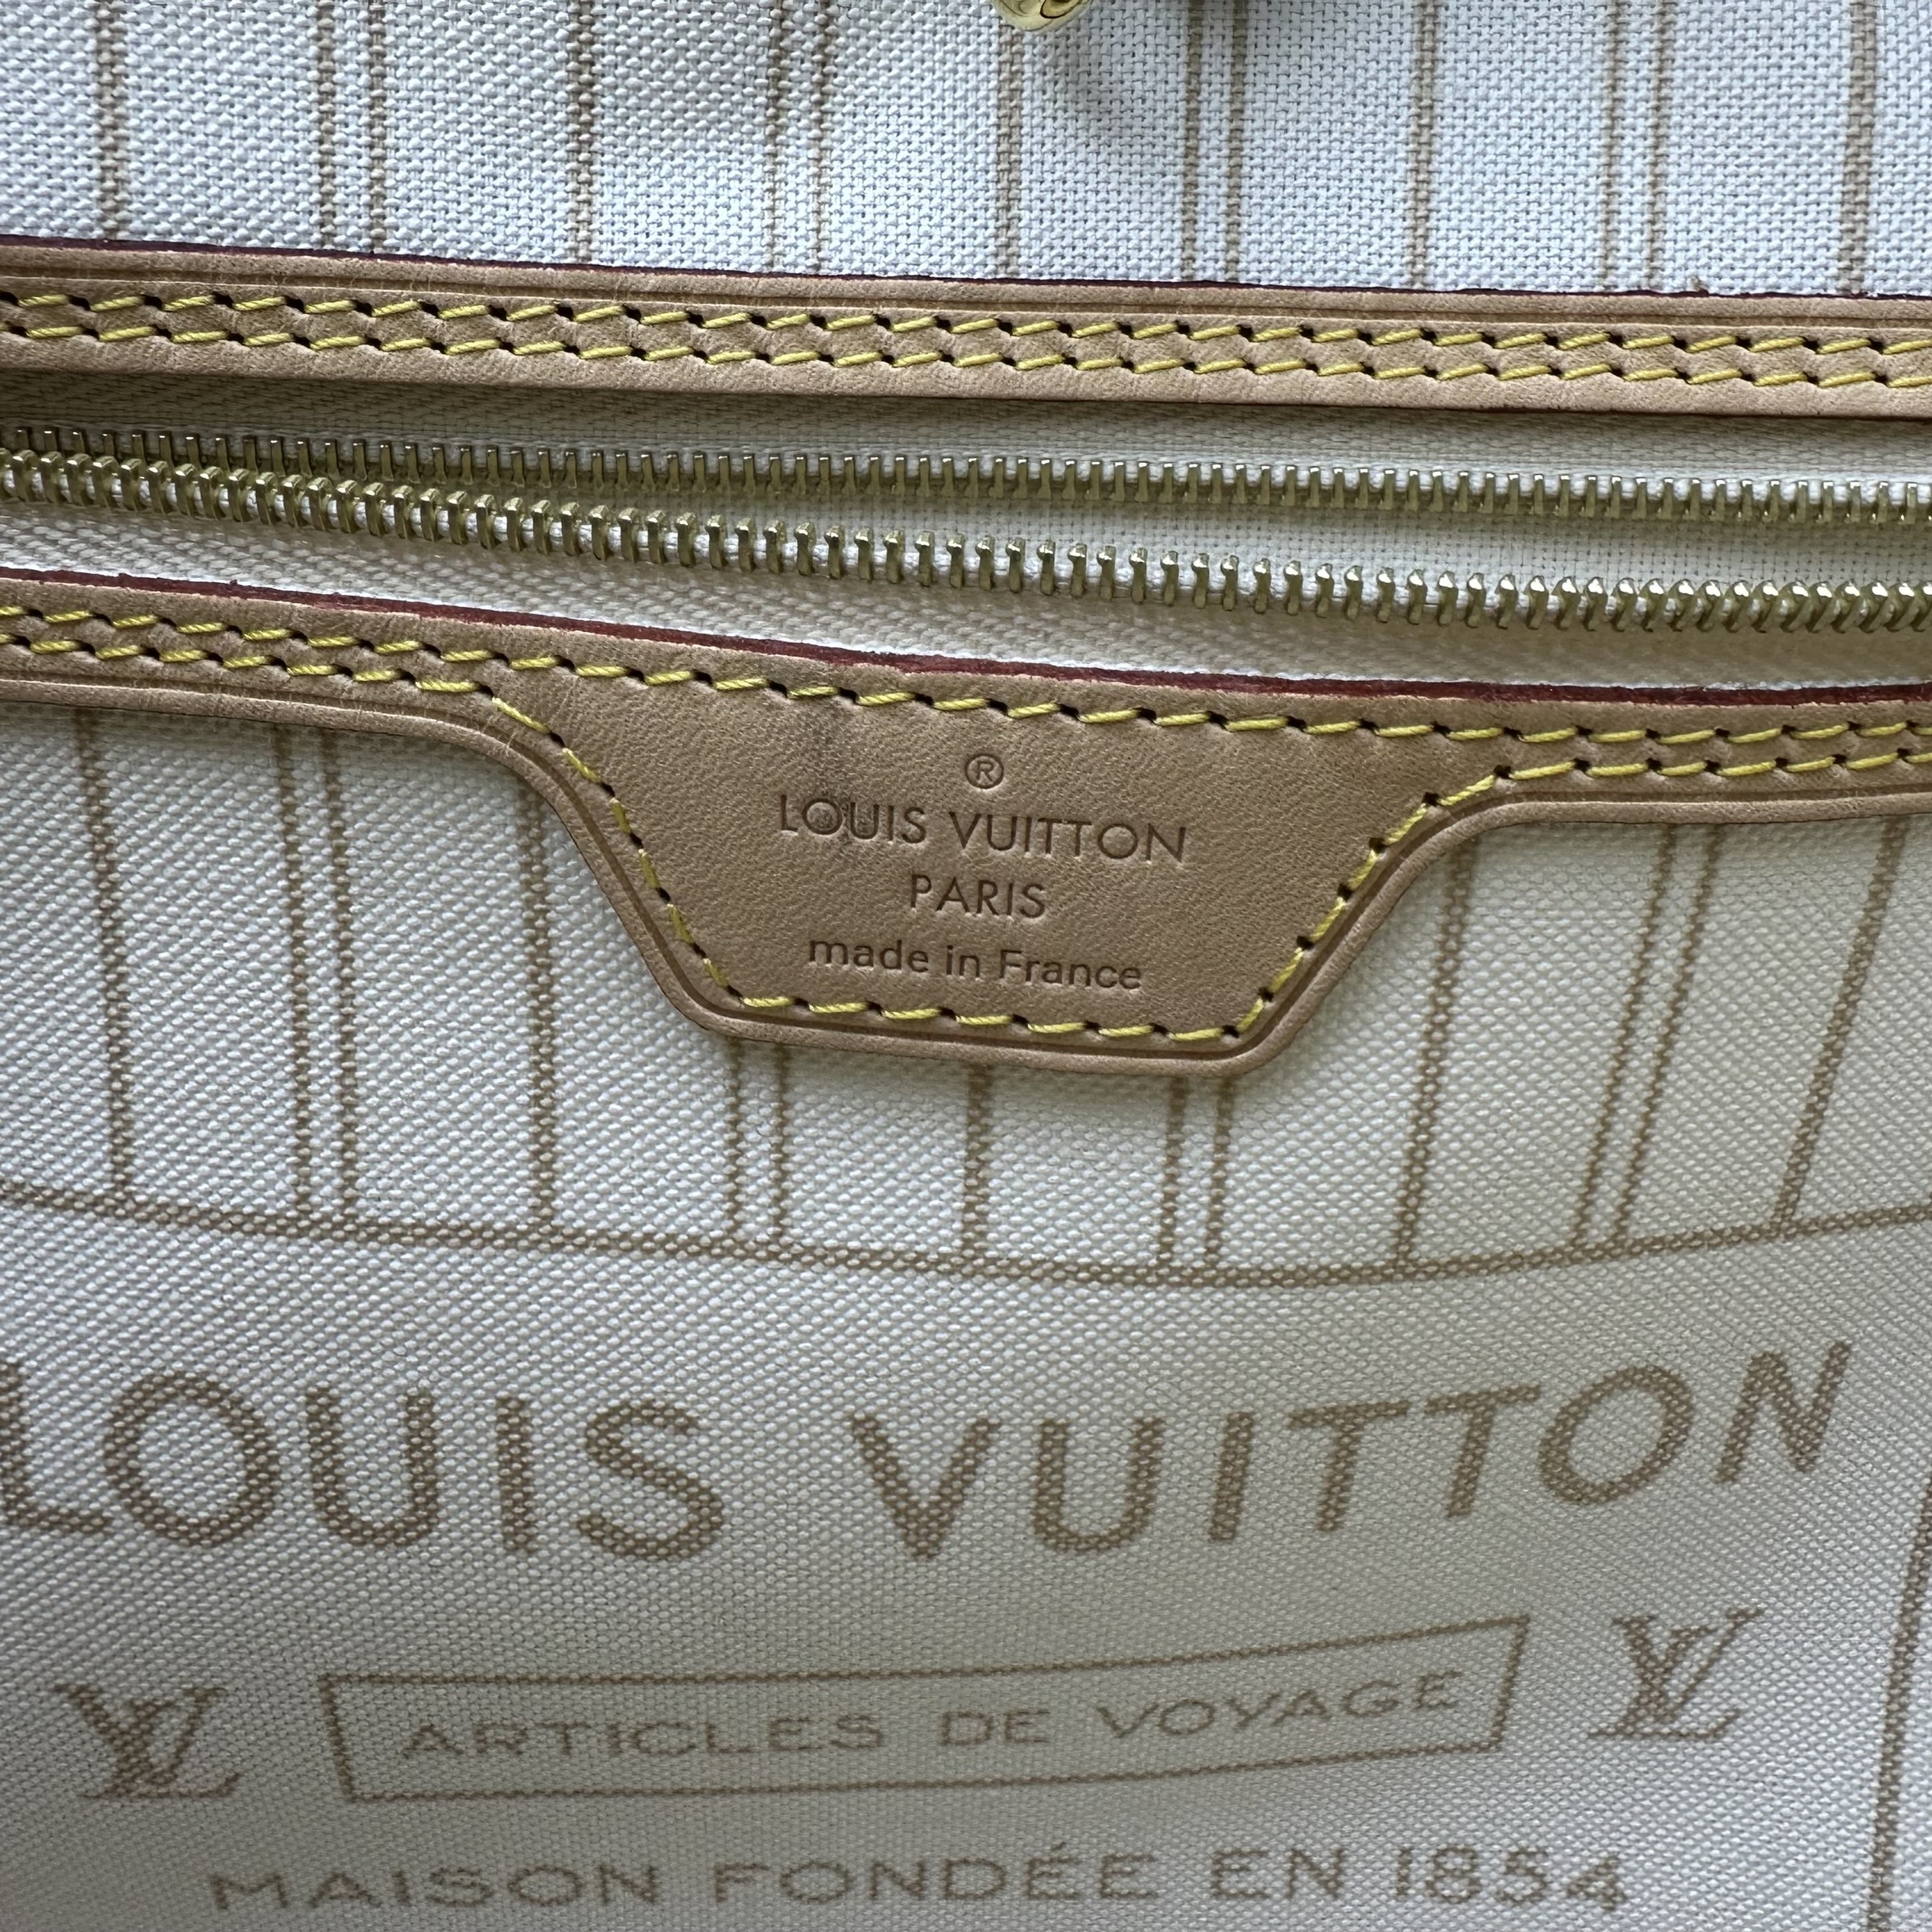 ®
LOUIS VUITTON
PARIS
made in France
LOUIS VUITTON
LV ARTICLES DE VOYAGE LV
MAISON FONDÉE EN 1854